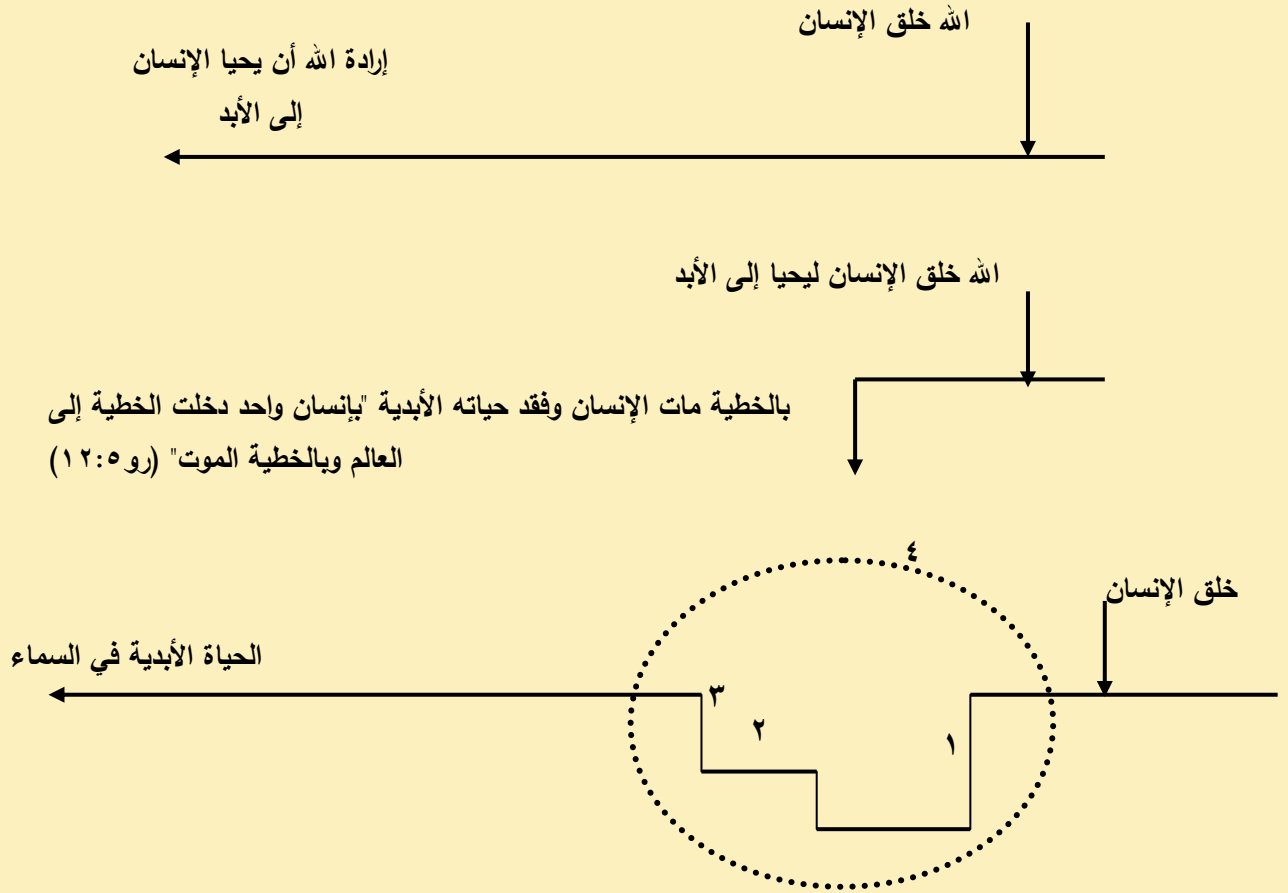 الله خلق الإنسان
إرادة الله أن يحيا الإنسان
إلى الأبد
الله خلق الإنسان ليحيا إلى الأبد
بالخطية مات الإنسان وفقد حياته الأبدية "بإنسان واحد دخلت الخطية إلى
العالم وبالخطية الموت" (رو٥:١٢)
٤
خلق الإنسان
الحياة الأبدية في السماء
٣
٢
١